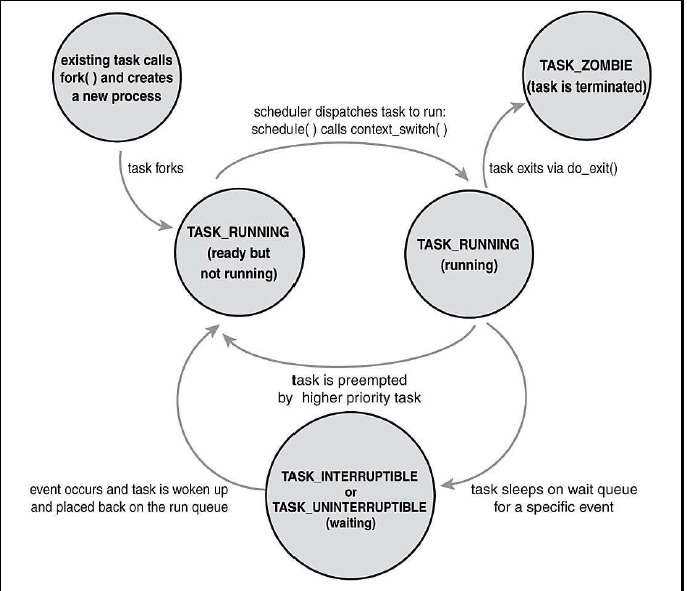 existing task calls
fork( ) and creates
a new process
TASK_ZOMBIE
(task is terminated)
scheduler dispatches task to run:
schedule( ) calls context_switch( )
task forks
task exits via do_exit()
TASK_RUNNING
(ready but
not running)
TASK_RUNNING
(running)
task is preempted
by higher priority task
event occurs and task is woken up
and placed back on the run queue
TASK_INTERRUPTIBLE
or
TASK_UNINTERRUPTIBLE
(waiting)
task sleeps on wait queue
for a specific event